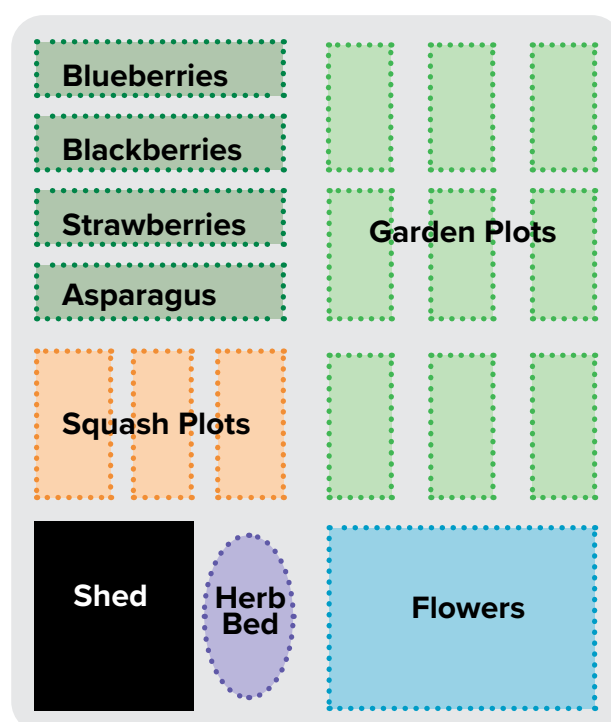 Blueberries
Blackberries
Strawberries
Asparagus
Garden Plots
Squash Plots
Shed
Herb
Bed
Flowers